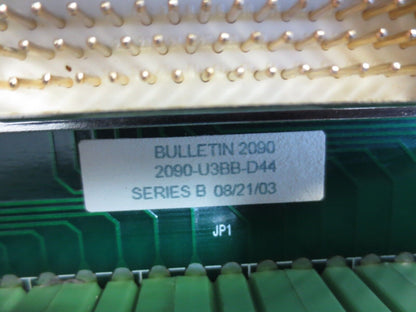 BULLETIN 2090
2090-U3BB-D44
SERIES B 08/21/03
JP1